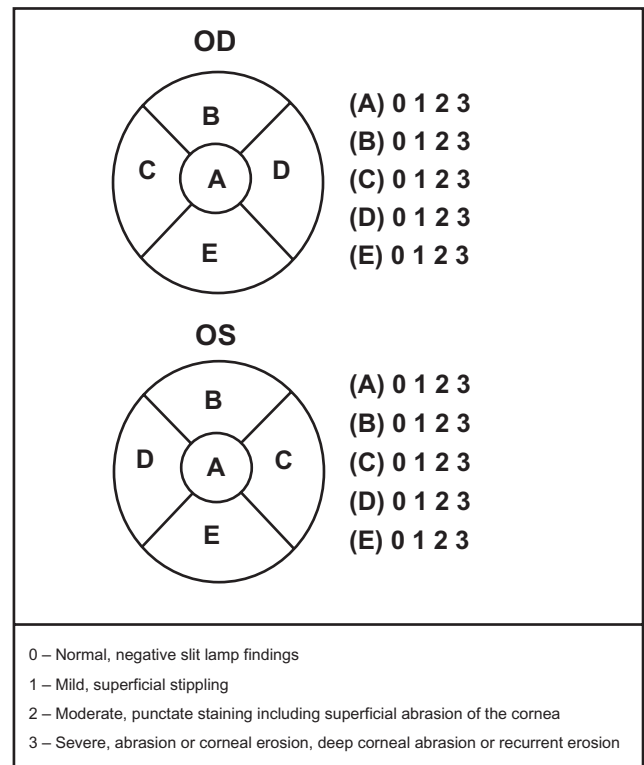 OD
B
C
A
D
E
(A) 0 1 2 3
(B) 0 1 2 3
(C) 0 1 2 3
(D) 0 1 2 3
(E) 0 1 2 3
OS
B
D
A
C
E
(A) 0 1 2 3
(B) 0 1 2 3
(C) 0 1 2 3
(D) 0 1 2 3
(E) 0 1 2 3
0 – Normal, negative slit lamp findings
1 – Mild, superficial stippling
2 – Moderate, punctate staining including superficial abrasion of the cornea
3 – Severe, abrasion or corneal erosion, deep corneal abrasion or recurrent erosion